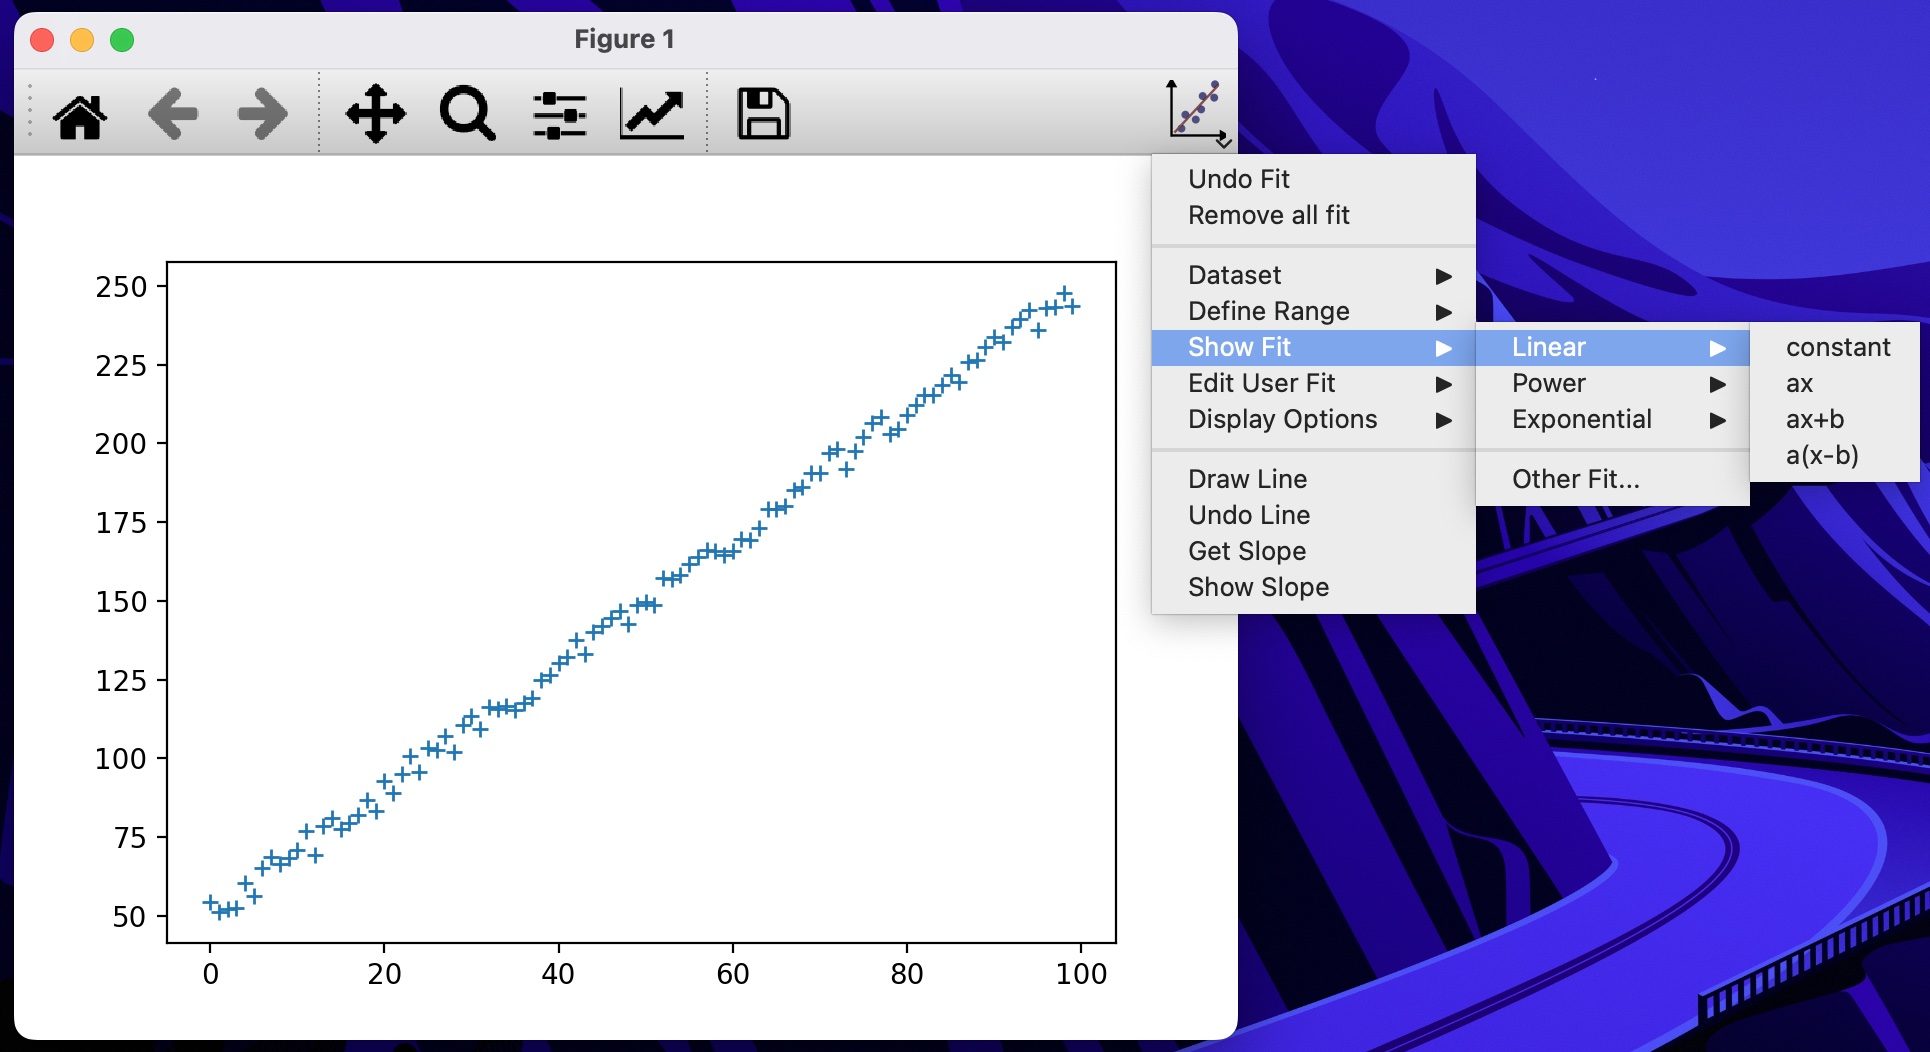 Figure 1
Undo Fit
Remove all fit
Dataset
Define Range
Show Fit
Edit User Fit
Display Options
Draw Line
Undo Line
Get Slope
Show Slope
Linear
Power
Exponential
Other Fit...
constant
ax
ax+b
a(x-b)
250
225
200
175
150
125
100
75
50
0 20 40 60 80 100